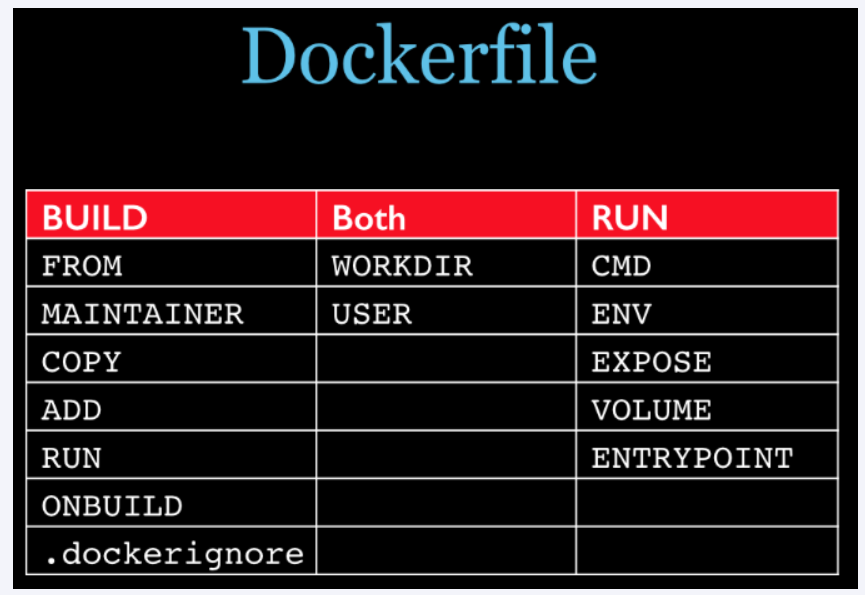 Dockerfile
BUILD Both RUN
FROM WORKDIR CMD
MAINTAINER USER ENV
COPY EXPOSE
ADD VOLUME
RUN ENTRYPOINT
ONBUILD
.dockerignore